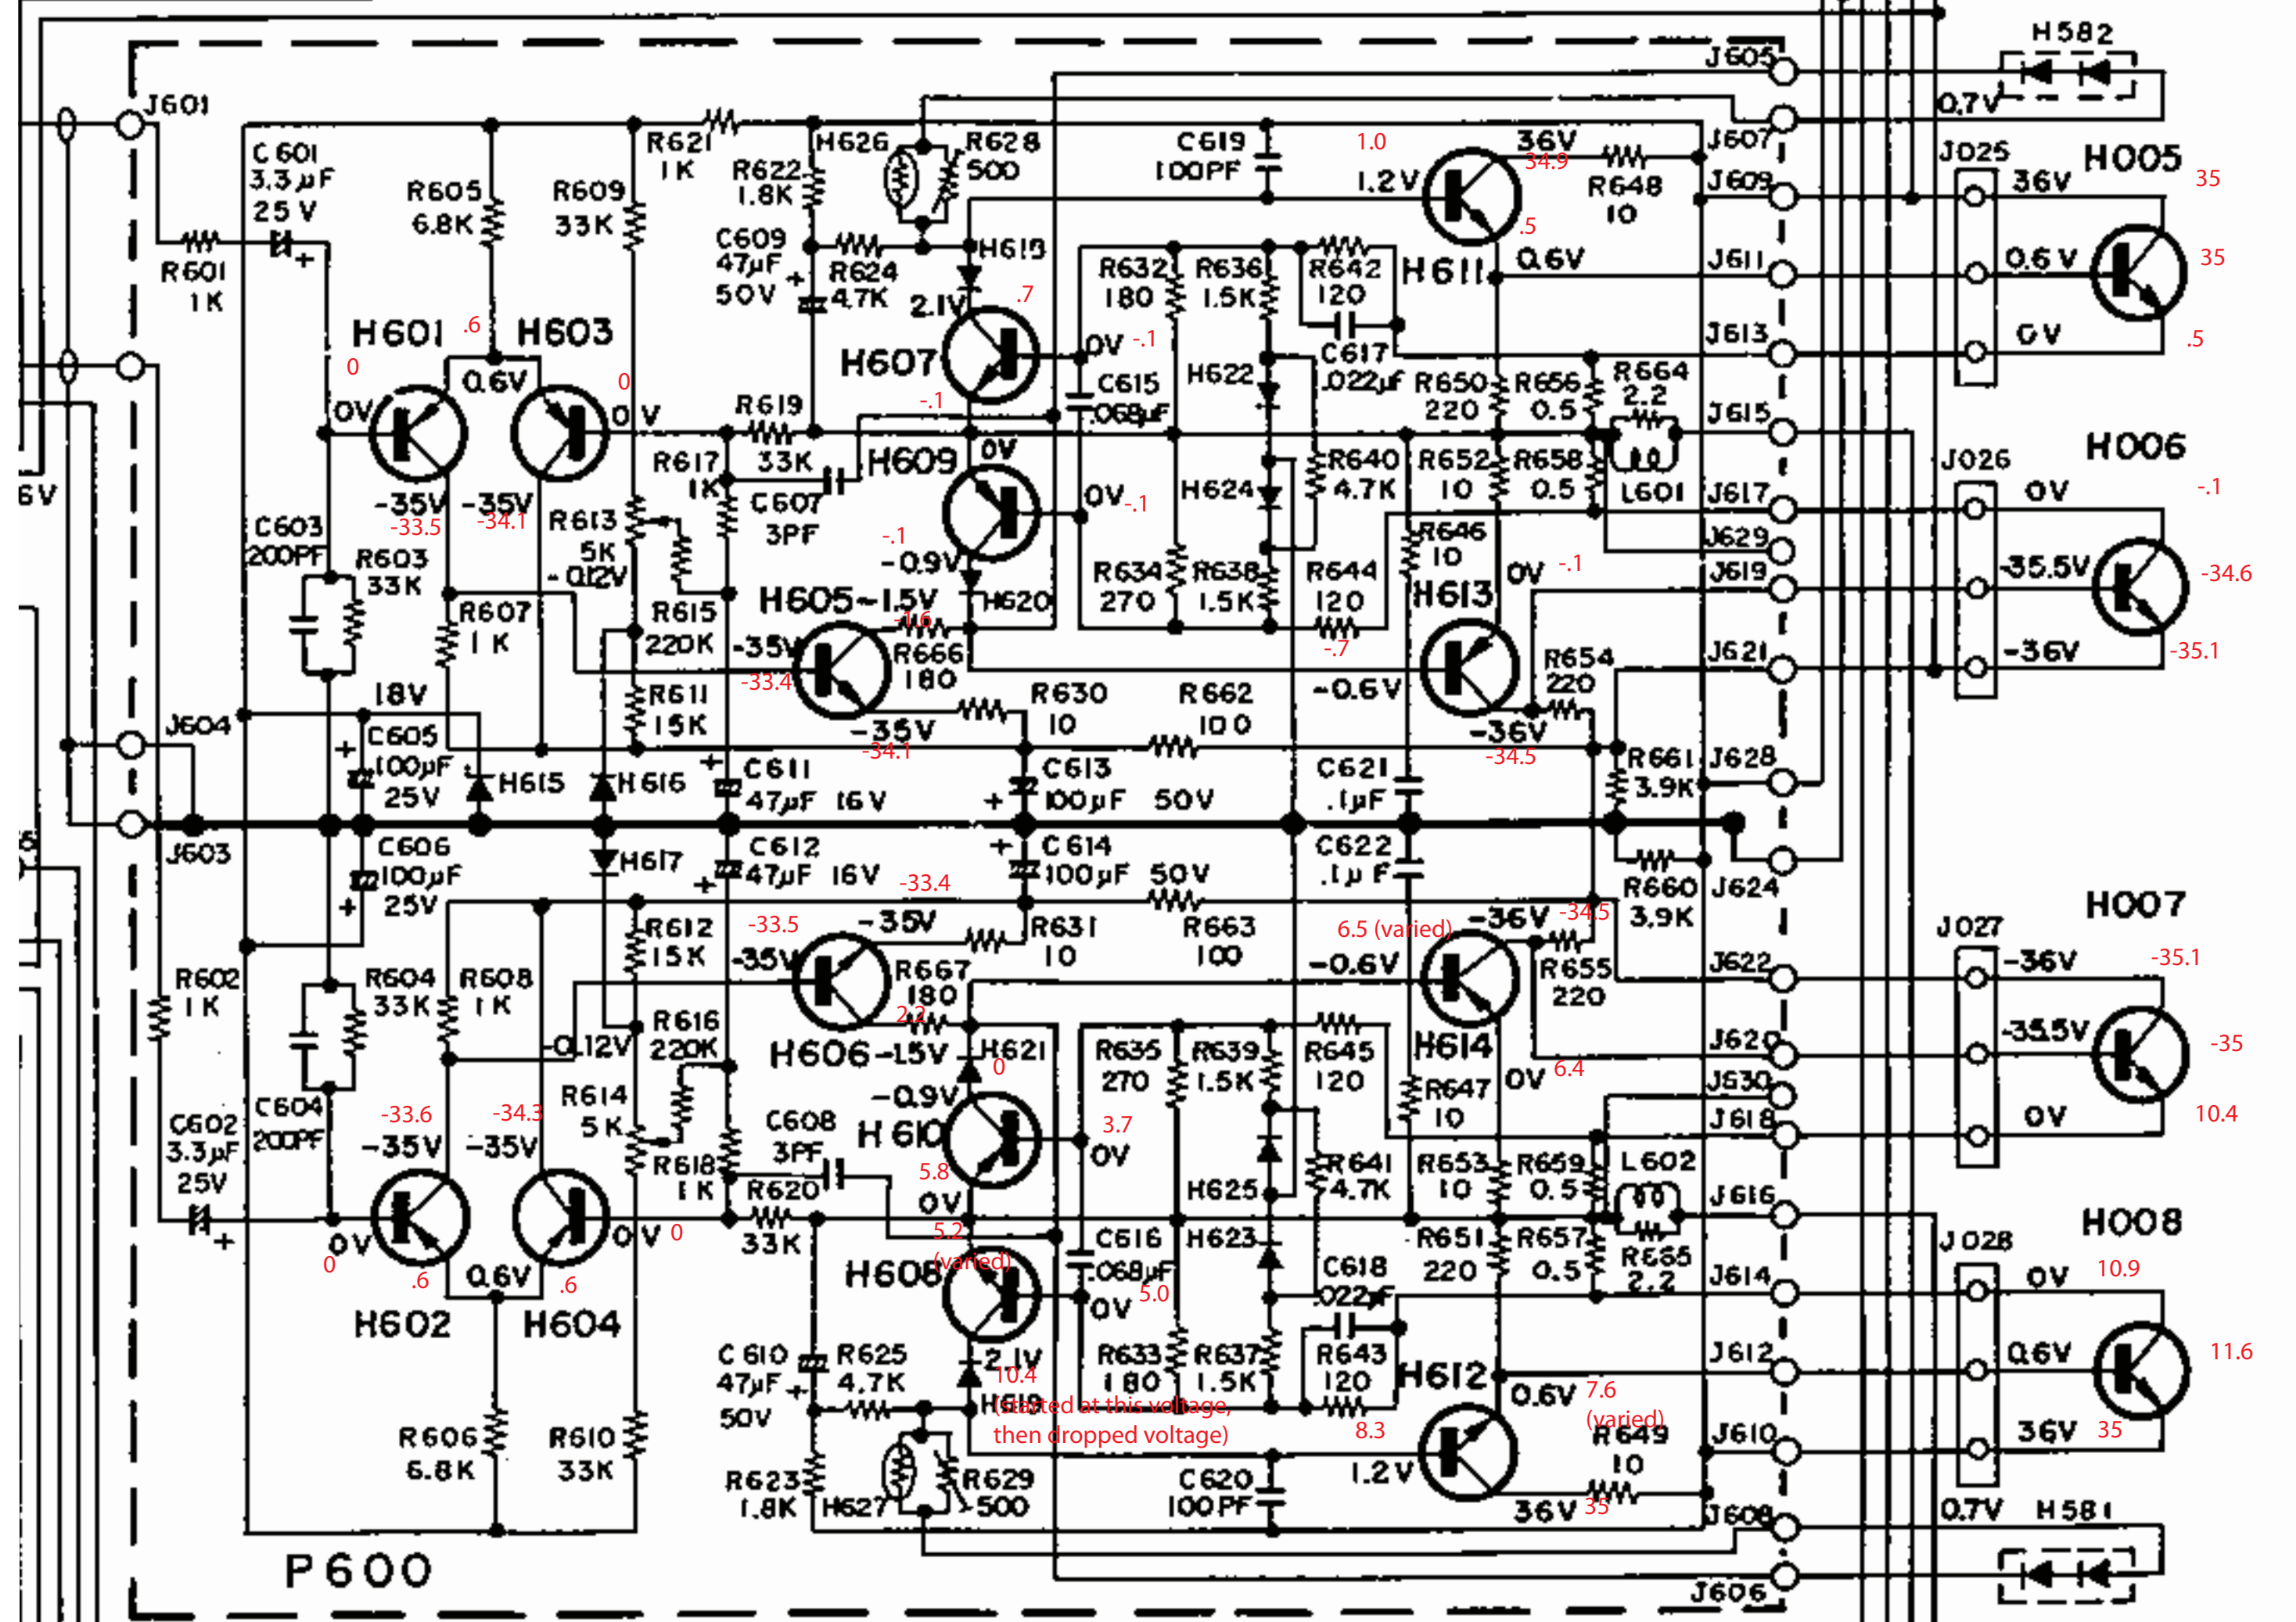 H582
J605
J601
0.7V
J607
C601
3.3µF
25V
R605
6.8K
R609
33K
R621
1K
R622
1.8K
H626
R628
500
C619
100PF
1.0
1.2V
36V
34.9
R648
10
J609
J025
H005
36V
35
R601
1K
C609
47µF
50V
R624
4.7K
H619
2.1V
.7
R632
180
R636
1.5K
R642
120
H611
.5
0.6V
J611
0.6V
35
H601
.6
H603
0
0V
0.6V
0
0V
H607
0V
-.1
-.1
C615
.068µF
H622
C617
.022µF
R650
220
R656
0.5
R664
2.2
J613
0V
.5
J615
R619
33K
R617
1K
H609
0V
0V
-.1
H624
R640
4.7K
R652
10
R658
0.5
L601
H006
J026
0V
-.1
J617
6V
-35V
-33.5
-35V
-34.1
C603
200PF
R603
33K
R613
5K
-0.12V
C607
3PF
-.1
-0.9V
H620
R646
10
J629
J619
0V
-.1
-35.5V
-34.6
R607
1K
R615
220K
H605
-1.5V
-1.6
R634
270
R638
1.5K
R644
120
-.7
H613
-35V
-33.4
R666
180
-0.6V
R654
220
J621
-36V
-35.1
18V
R611
15K
R630
10
R662
100
-35V
-34.1
-36V
-34.5
J604
C605
100µF
25V
H615
H616
C611
47µF 16V
C613
100µF 50V
C621
.1µF
R661
3.9K
J628
J603
C606
100µF
25V
H617
C612
47µF 16V
C614
100µF 50V
C622
.1µF
R660
3.9K
J624
H007
-33.4
-33.5
-35V
-35V
R612
15K
R631
10
R663
100
6.5 (varied)
-0.6V
-36V
-34.5
R655
220
J027
J622
-36V
-35.1
R602
1K
R604
33K
R608
1K
R616
220K
-0.12V
R667
180
2.2
H606
-1.5V
H621
0
R635
270
R639
1.5K
R645
120
H614
0V
6.4
J620
-35.5V
-35
C602
3.3µF
25V
C604
200PF
-33.6
-35V
-34.3
-35V
R614
5K
C608
3PF
-0.9V
H610
3.7
0V
5.8
R647
10
J630
J618
0V
10.4
R618
1K
R620
33K
0V
5.2
(varied)
H625
R641
4.7K
R653
10
R659
0.5
L602
J616
H008
0V
0
.6
0.6V
.6
0V
0
C616
.068µF
5.0
0V
H623
C618
.022µF
R651
220
R657
0.5
R665
2.2
J028
J614
0V
10.9
H602
H604
H608
C610
47µF
50V
R625
4.7K
2.1V
10.4
(started at this voltage,
then dropped voltage)
R633
180
R637
1.5K
R643
120
8.3
H612
0.6V
7.6
(varied)
J612
0.6V
11.6
R606
6.8K
R610
33K
R623
1.8K
H627
R629
500
C620
100PF
1.2V
36V
35
R649
10
J610
36V
35
J608
0.7V
H581
P600
J606